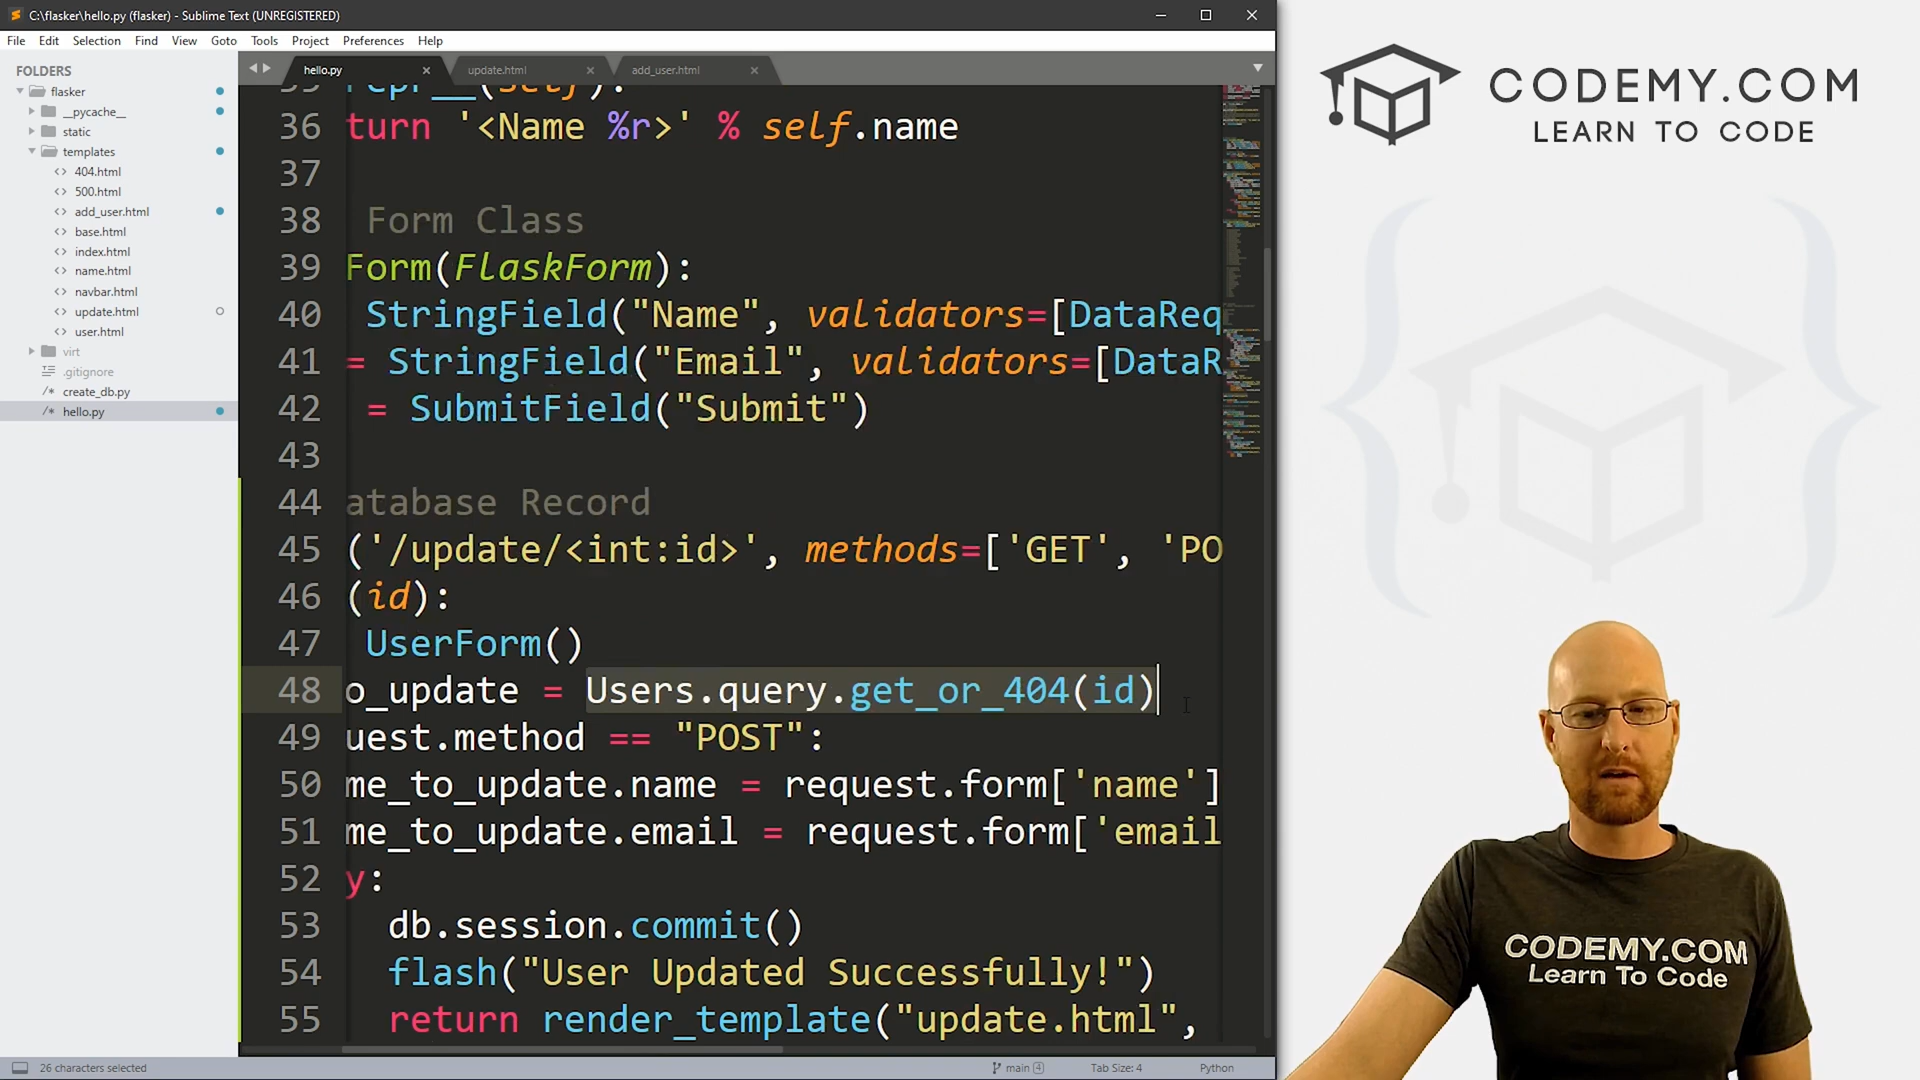 C:\flasker\hello.py (flasker) - Sublime Text (UNREGISTERED)
File Edit Selection Find View Goto Tools Project Preferences Help
FOLDERS
flasker
__pycache__
static
templates
404.html
500.html
add_user.html
base.html
index.html
name.html
navbar.html
update.html
user.html
virt
.gitignore
create_db.py
hello.py
hello.py
update.html
add_user.html
repr__(self):
36 turn '<Name %r>' % self.name
37
38 Form Class
39 Form(FlaskForm):
40 StringField("Name", validators=[DataReq
41 = StringField("Email", validators=[DataR
42 = SubmitField("Submit")
43
44 atabase Record
45 ('/update/<int:id>', methods=['GET', 'PO
46 (id):
47 UserForm()
48 o_update = Users.query.get_or_404(id)
49 uest.method == "POST":
50 me_to_update.name = request.form['name']
51 me_to_update.email = request.form['email
52 y:
53 db.session.commit()
54 flash("User Updated Successfully!")
55 return render_template("update.html",
26 characters selected
main 4
Tab Size: 4
Python
CODEMY.COM
LEARN TO CODE
CODEMY.COM
Learn To Code